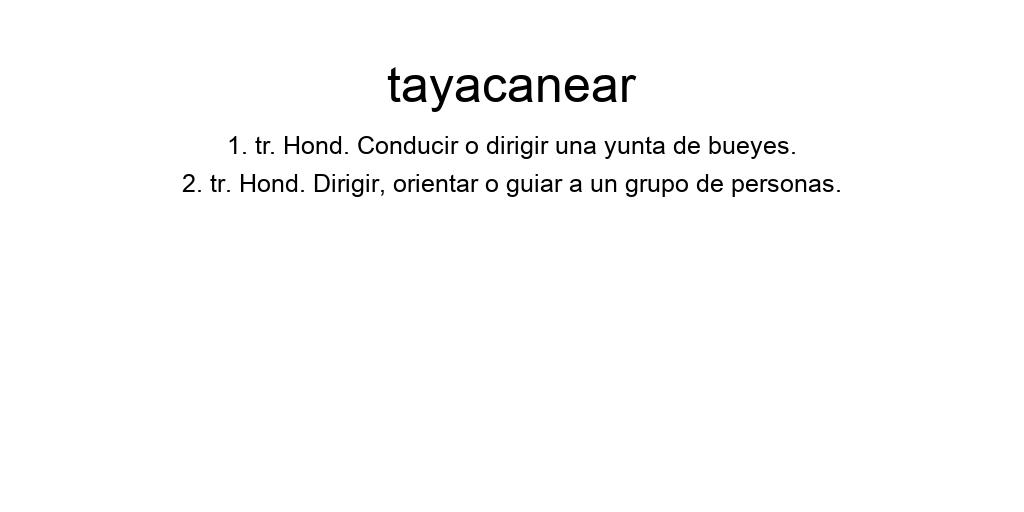 tayacanear
1. tr. Hond. Conducir o dirigir una yunta de bueyes.
2. tr. Hond. Dirigir, orientar o guiar a un grupo de personas.